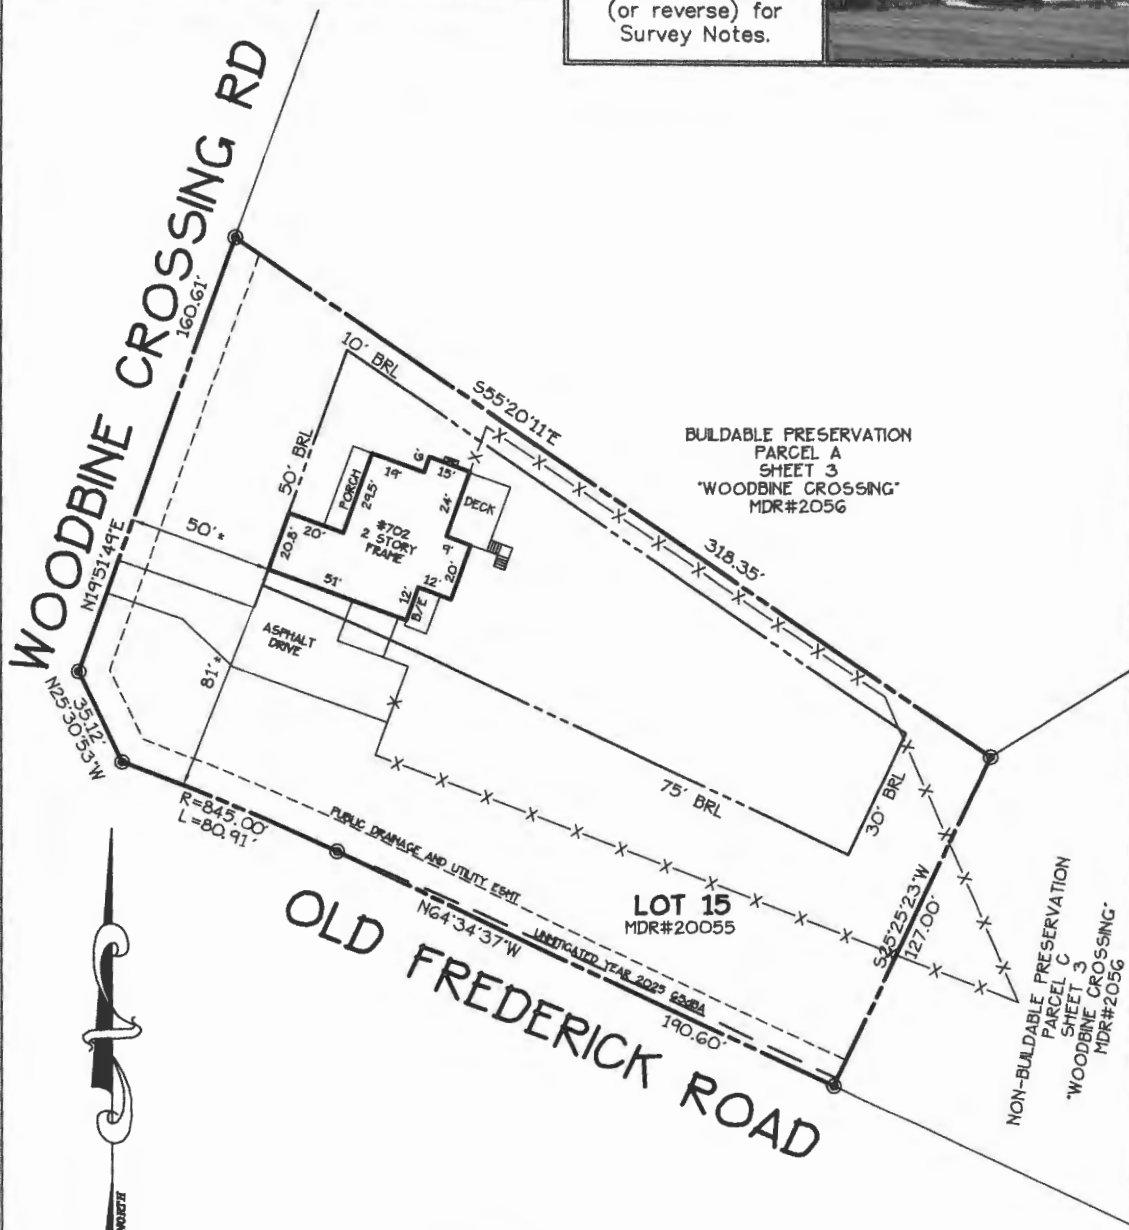 (or reverse) for
Survey Notes.
WOODBINE CROSSING RD
160.61'
N19°51'49"E
10' BRL
S55°20'11"E
318.35'
BUILDABLE PRESERVATION
PARCEL A
SHEET 3
"WOODBINE CROSSING"
MDR#2056
50' BRL
PORCH
19'
6'
15'
29.5'
24'
DECK
50'±
20.8'
20'
#702
2 STORY
FRAME
9'
51'
12'
12'
20'
B/E
ASPHALT
DRIVE
81'±
35.12'
N25°30'53"W
75' BRL
30' BRL
R=845.00'
L=80.91'
PUBLIC DRAINAGE AND UTILITY ESMT
LOT 15
MDR#20055
N64°34'37"W
UNMITIGATED YEAR 2025 65dBA
190.60'
S25°25'23"W
127.00'
OLD FREDERICK ROAD
NON-BUILDABLE PRESERVATION
PARCEL C
SHEET 3
"WOODBINE CROSSING"
MDR#2056
NORTH